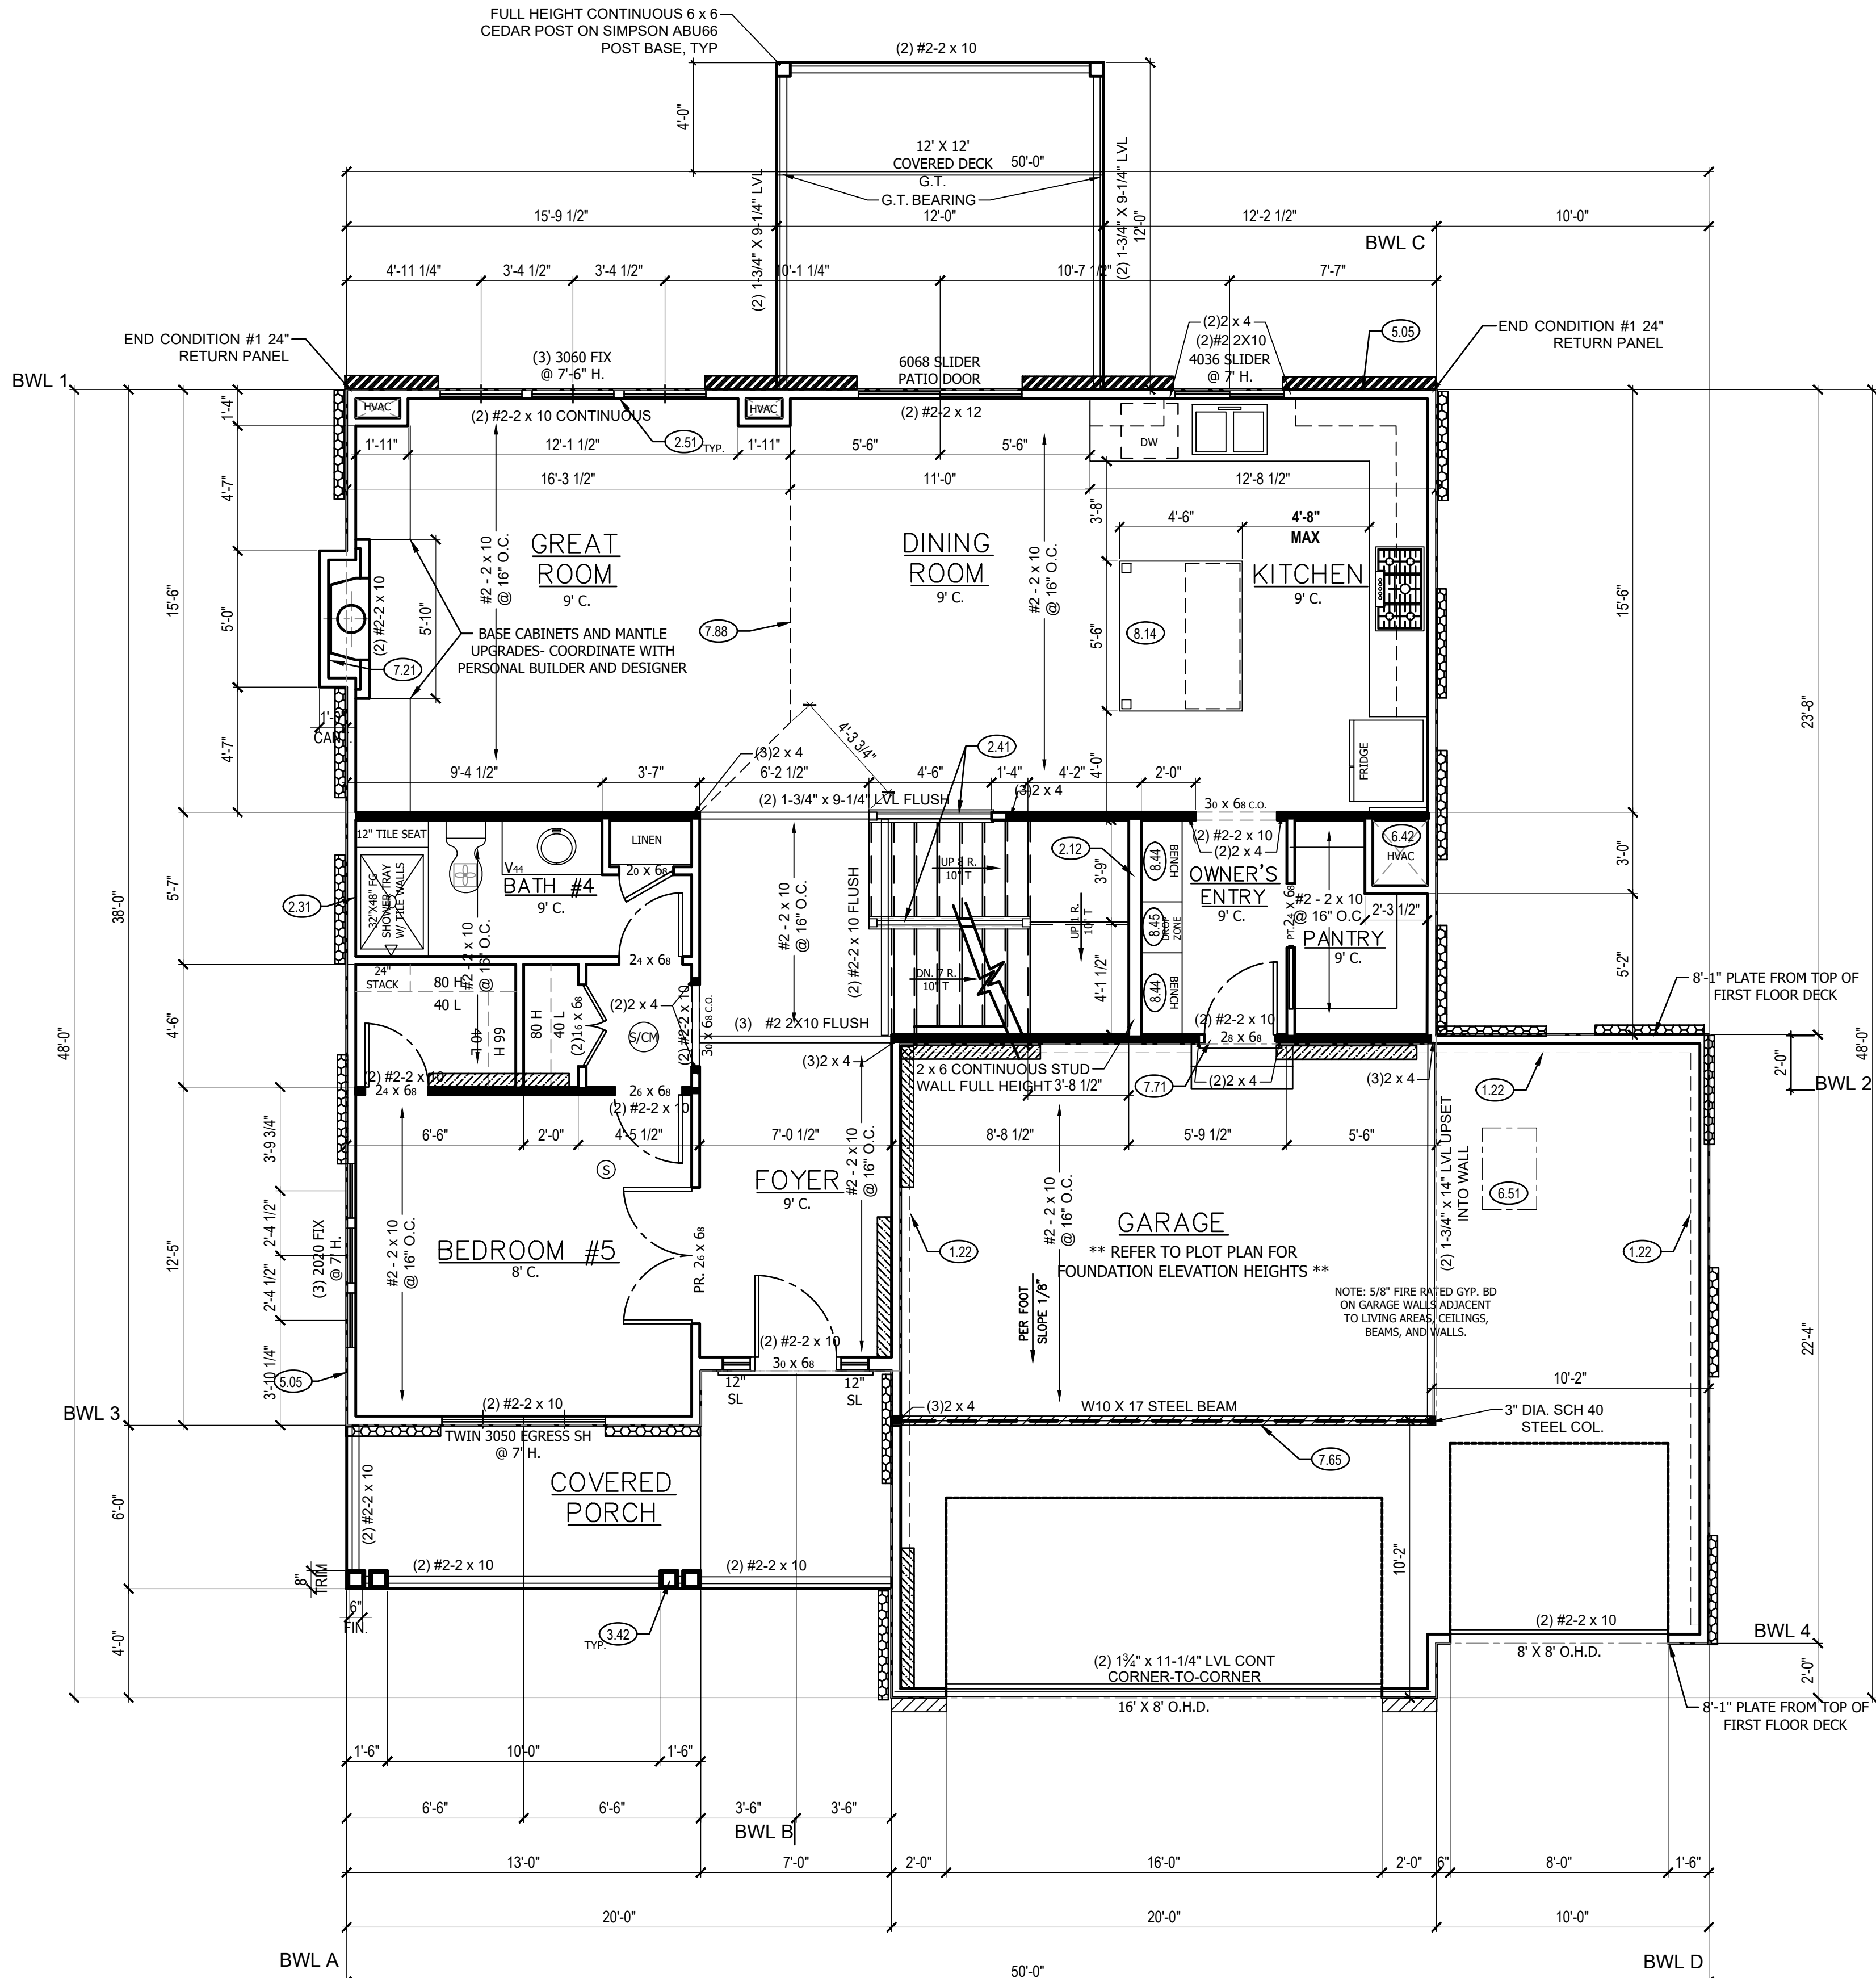 FULL HEIGHT CONTINUOUS 6 x 6
CEDAR POST ON SIMPSON ABU66
POST BASE, TYP
(2) #2-2 x 10
4'-0"
12' X 12'
COVERED DECK
50'-0"
G.T.
G.T. BEARING
(2) 1-3/4" X 9-1/4" LVL
(2) 1-3/4" X 9-1/4" LVL
12'-0"
15'-9 1/2"
12'-0"
12'-2 1/2"
10'-0"
BWL C
4'-11 1/4"
3'-4 1/2"
3'-4 1/2"
10'-1 1/4"
10'-7 1/2"
7'-7"
END CONDITION #1 24"
RETURN PANEL
(3) 3060 FIX
@ 7'-6" H.
6068 SLIDER
PATIO DOOR
(2)2 x 4
(2)#2 2X10
4036 SLIDER
@ 7' H.
5.05
END CONDITION #1 24"
RETURN PANEL
BWL 1
HVAC
(2) #2-2 x 10 CONTINUOUS
HVAC
(2) #2-2 x 12
DW
2.51
TYP.
1'-4"
1'-11"
12'-1 1/2"
1'-11"
5'-6"
5'-6"
4'-7"
16'-3 1/2"
11'-0"
12'-8 1/2"
3'-8"
4'-6"
4'-8"
MAX
GREAT
ROOM
9' C.
#2 - 2 x 10
@ 16" O.C.
DINING
ROOM
9' C.
#2 - 2 x 10
@ 16" O.C.
KITCHEN
9' C.
15'-6"
5'-0"
(2) #2-2 x 10
5'-10"
BASE CABINETS AND MANTLE
UPGRADES- COORDINATE WITH
PERSONAL BUILDER AND DESIGNER
7.21
7.88
5'-6"
8.14
15'-6"
23'-8"
CAN
4'-7"
4'-3 3/4"
2.41
4'-0"
FRIDGE
9'-4 1/2"
3'-7"
(3)2 x 4
6'-2 1/2"
4'-6"
1'-4"
4'-2"
2'-0"
(3)2 x 4
(2) 1-3/4" x 9-1/4" LVL FLUSH
30 x 68 C.O.
(2) #2-2 x 10
(2)2 x 4
12" TILE SEAT
32"X48" FG
SHOWER TRAY
W/ TILE WALLS
V44
LINEN
20 x 68
BATH #4
9' C.
2.31
#2 - 2 x 10
@ 16" O.C.
24 x 68
38'-0"
5'-7"
#2 - 2 x 10
@ 16" O.C.
(2) #2-2 x 10 FLUSH
UP 8 R.
10" T
DN. 7 R.
10" T
UP 1 R.
10" T
2.12
3'-9"
4'-1 1/2"
8.44
BENCH
8.45
DROP
ZONE
8.44
BENCH
OWNER'S
ENTRY
9' C.
PT. 24 x 68
#2 - 2 x 10
@ 16" O.C.
PANTRY
9' C.
6.42
HVAC
2'-3 1/2"
3'-0"
5'-2"
8'-1" PLATE FROM TOP OF
FIRST FLOOR DECK
24"
STACK
80 H
40 L
66 H
40 L
80 H
40 L
(2)16 x 68
(2)2 x 4
S/CM
(2) #2-2 x 10
30 x 68 C.O.
(3) #2 2X10 FLUSH
(2) #2-2 x 10
28 x 68
4'-6"
48'-0"
48'-0"
(3)2 x 4
2 x 6 CONTINUOUS STUD
WALL FULL HEIGHT
3'-8 1/2"
7.71
(2)2 x 4
(3)2 x 4
1.22
2'-0"
BWL 2
(2) #2-2 x 10
24 x 68
26 x 68
(2) #2-2 x 10
6'-6"
2'-0"
4'-5 1/2"
7'-0 1/2"
8'-8 1/2"
5'-9 1/2"
5'-6"
3'-9 3/4"
2'-4 1/2"
2'-4 1/2"
3'-10 1/4"
12'-5"
(3) 2020 FIX
@ 7' H.
#2 - 2 x 10
@ 16" O.C.
S
BEDROOM #5
8' C.
PR. 26 x 68
FOYER
9' C.
#2 - 2 x 10
@ 16" O.C.
1.22
#2 - 2 x 10
@ 16" O.C.
GARAGE
** REFER TO PLOT PLAN FOR
FOUNDATION ELEVATION HEIGHTS **
(2) 1-3/4" x 14" LVL UPSET
INTO WALL
6.51
1.22
NOTE: 5/8" FIRE RATED GYP. BD
ON GARAGE WALLS ADJACENT
TO LIVING AREAS, CEILINGS,
BEAMS, AND WALLS.
PER FOOT
SLOPE 1/8"
22'-4"
5.05
(2) #2-2 x 10
30 x 68
12"
SL
12"
SL
10'-2"
BWL 3
(2) #2-2 x 10
TWIN 3050 EGRESS SH
@ 7' H.
(3)2 x 4
W10 X 17 STEEL BEAM
3" DIA. SCH 40
STEEL COL.
7.65
COVERED
PORCH
(2) #2-2 x 10
6'-0"
(2) #2-2 x 10
(2) #2-2 x 10
8"
TRIM
6"
FIN.
3.42
TYP.
10'-2"
4'-0"
(2) #2-2 x 10
8' X 8' O.H.D.
BWL 4
(2) 1¾" x 11-1/4" LVL CONT
CORNER-TO-CORNER
16' X 8' O.H.D.
2'-0"
8'-1" PLATE FROM TOP OF
FIRST FLOOR DECK
1'-6"
10'-0"
1'-6"
6'-6"
6'-6"
3'-6"
3'-6"
BWL B
13'-0"
7'-0"
2'-0"
16'-0"
2'-0"
6"
8'-0"
1'-6"
20'-0"
20'-0"
10'-0"
BWL A
BWL D
50'-0"